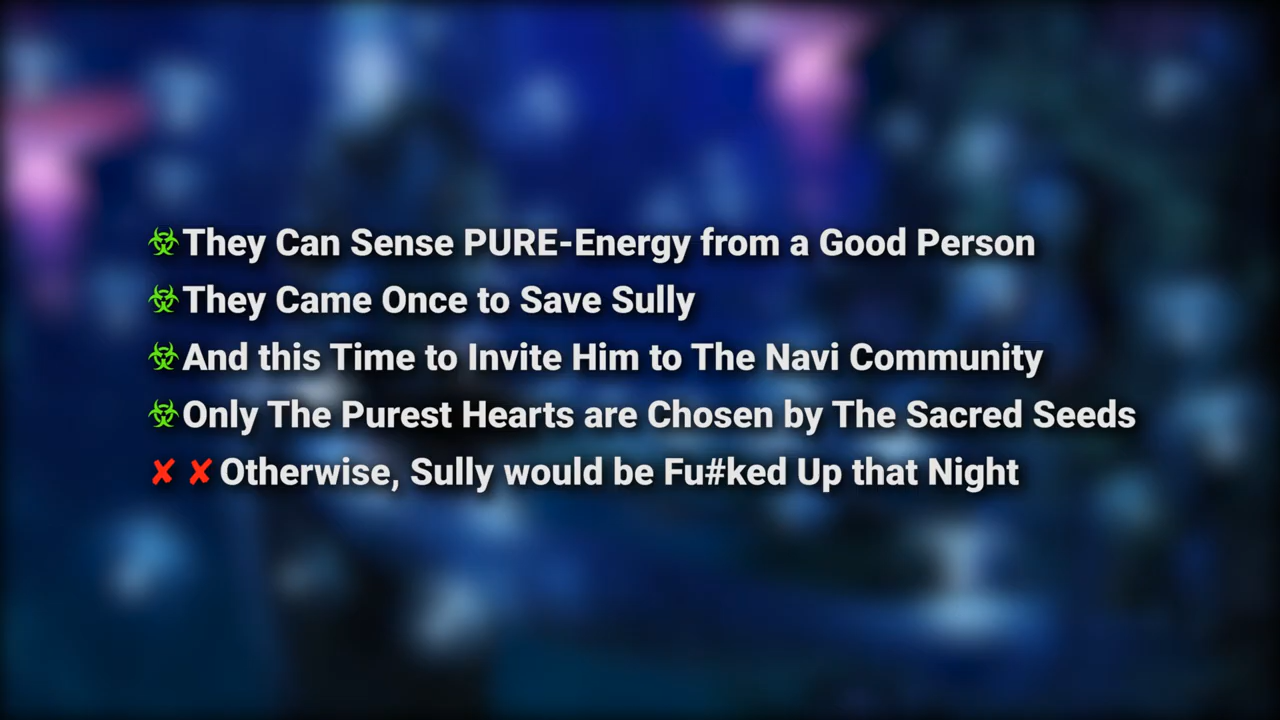 ☣They Can Sense PURE-Energy from a Good Person
☣They Came Once to Save Sully
☣And this Time to Invite Him to The Navi Community
☣Only The Purest Hearts are Chosen by The Sacred Seeds
✘ ✘ Otherwise, Sully would be Fu#ked Up that Night